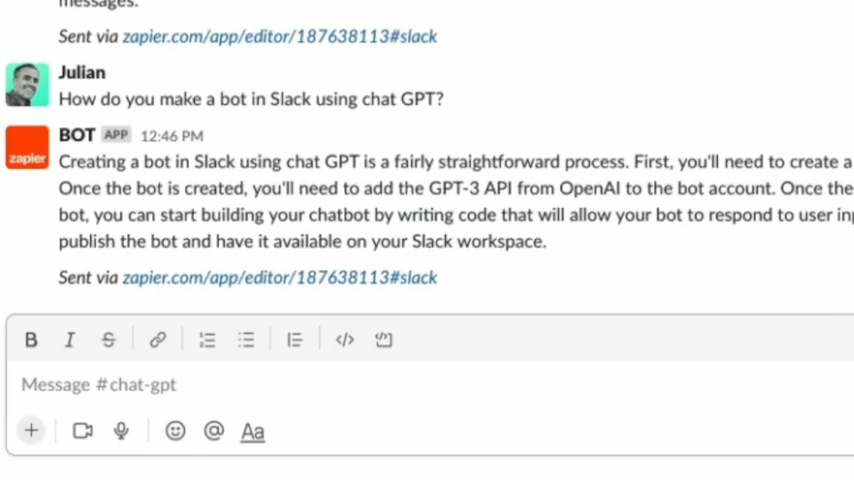 messages.
Sent via zapier.com/app/editor/187638113#slack
Julian
How do you make a bot in Slack using chat GPT?
BOT APP 12:46 PM
zapier
Creating a bot in Slack using chat GPT is a fairly straightforward process. First, you'll need to create a
Once the bot is created, you'll need to add the GPT-3 API from OpenAI to the bot account. Once the
bot, you can start building your chatbot by writing code that will allow your bot to respond to user inp
publish the bot and have it available on your Slack workspace.
Sent via zapier.com/app/editor/187638113#slack
B I S
Message #chat-gpt
@ Aa